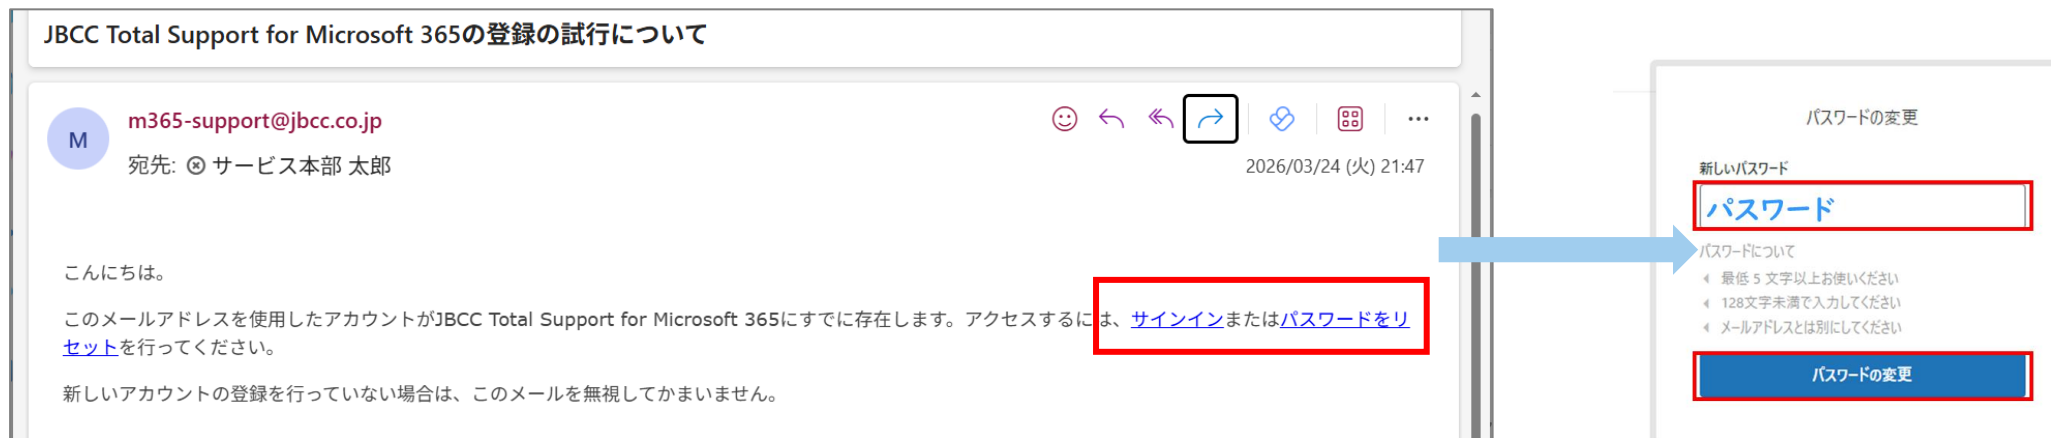 JBCC Total Support for Microsoft 365の登録の試行について
M
m365-support@jbcc.co.jp
宛先: サービス本部 太郎
2026/03/24 (火) 21:47
こんにちは。
このメールアドレスを使用したアカウントがJBCC Total Support for Microsoft 365にすでに存在します。アクセスするには、サインインまたはパスワードをリ
セットを行ってください。
新しいアカウントの登録を行っていない場合は、このメールを無視してかまいません。
パスワードの変更
新しいパスワード
パスワード
パスワードについて
最低 5 文字以上お使いください
128文字未満で入力してください
メールアドレスとは別にしてください
パスワードの変更